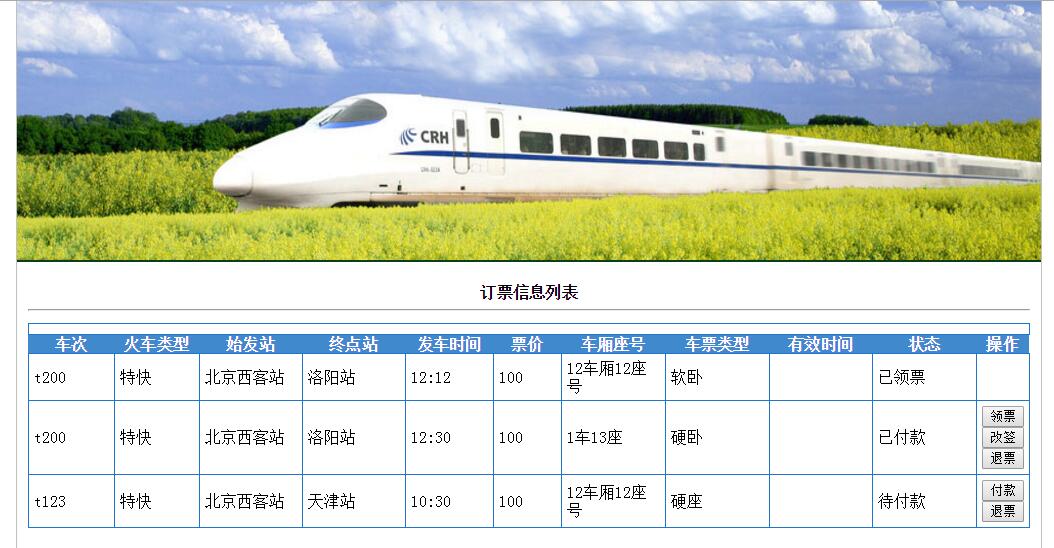 CRH
订票信息列表
车次 火车类型 始发站 终点站 发车时间 票价 车厢座号 车票类型 有效时间 状态 操作
t200 特快 北京西客站 洛阳站 12:12 100 12车厢12座号 软卧 已领票
t200 特快 北京西客站 洛阳站 12:30 100 1车13座 硬卧 已付款 领票 改签 退票
t123 特快 北京西客站 天津站 10:30 100 12车厢12座号 硬座 待付款 付款 退票